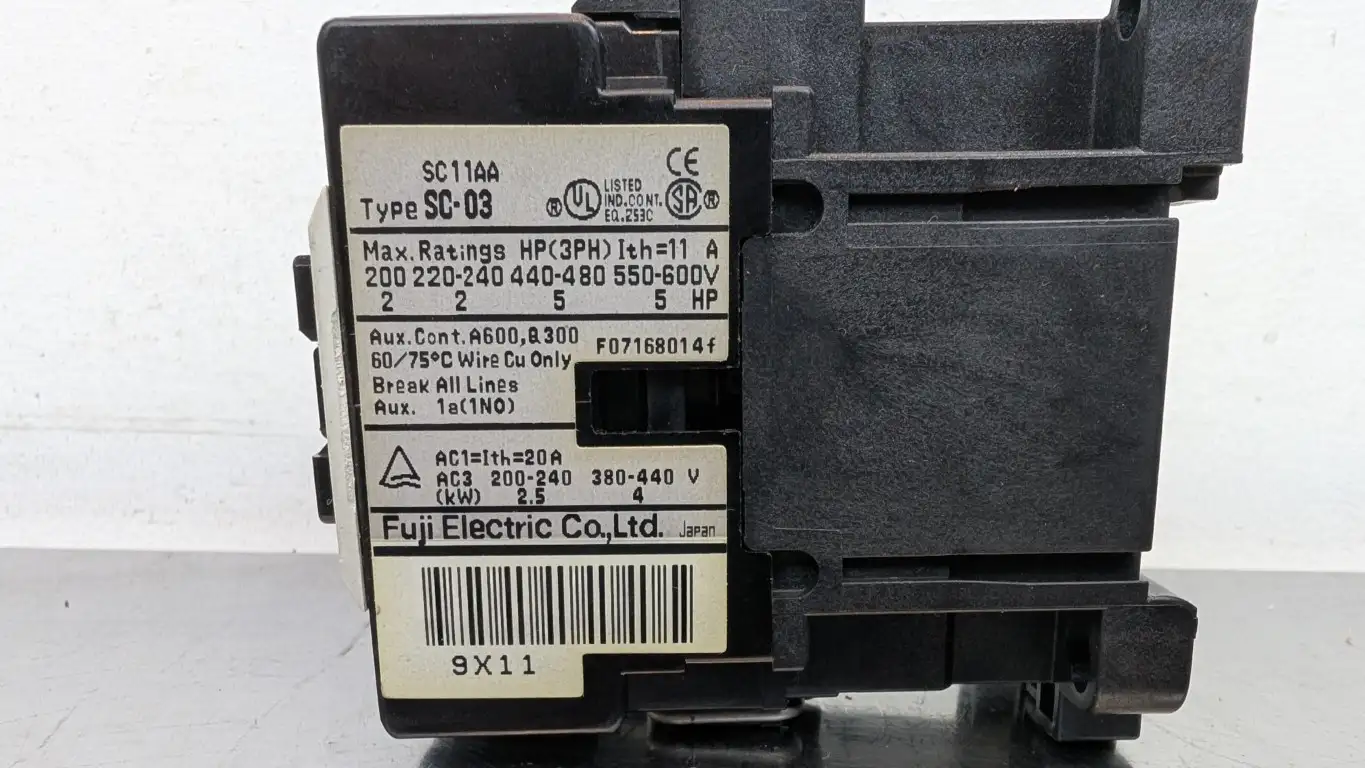 SC11AA
CE
Type SC-03
® UL LISTED IND.CONT. EQ.253C SA ®
Max.Ratings HP(3PH) Ith=11 A
200 220-240 440-480 550-600V
2 2 5 5 HP
Aux.Cont.A600,Q300
F07168014f
60/75°C Wire Cu Only
Break All Lines
Aux. 1a(1NO)
AC1=Ith=20A
AC3 200-240 380-440 V
(kW) 2.5 4
Fuji Electric Co.,Ltd. Japan
9X11